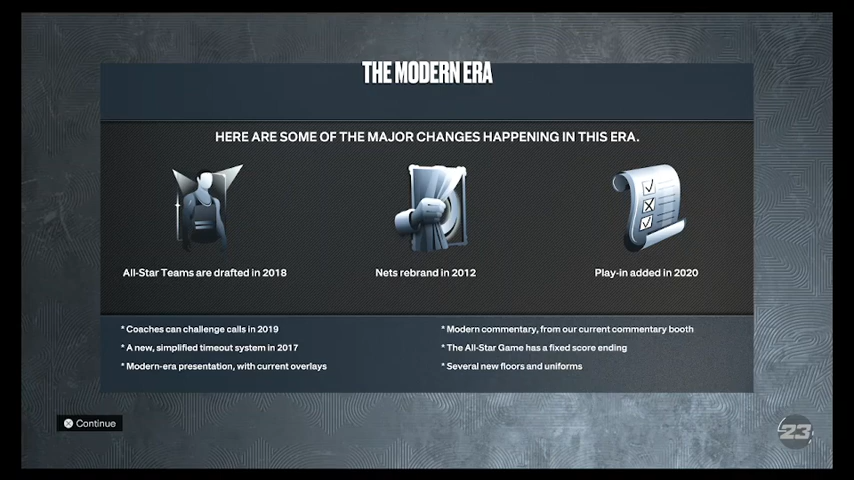 THE MODERN ERA
HERE ARE SOME OF THE MAJOR CHANGES HAPPENING IN THIS ERA.
All-Star Teams are drafted in 2018
Nets rebrand in 2012
Play-in added in 2020
* Coaches can challenge calls in 2019
* A new, simplified timeout system in 2017
* Modern-era presentation, with current overlays
* Modern commentary, from our current commentary booth
* The All-Star Game has a fixed score ending
* Several new floors and uniforms
Continue
23